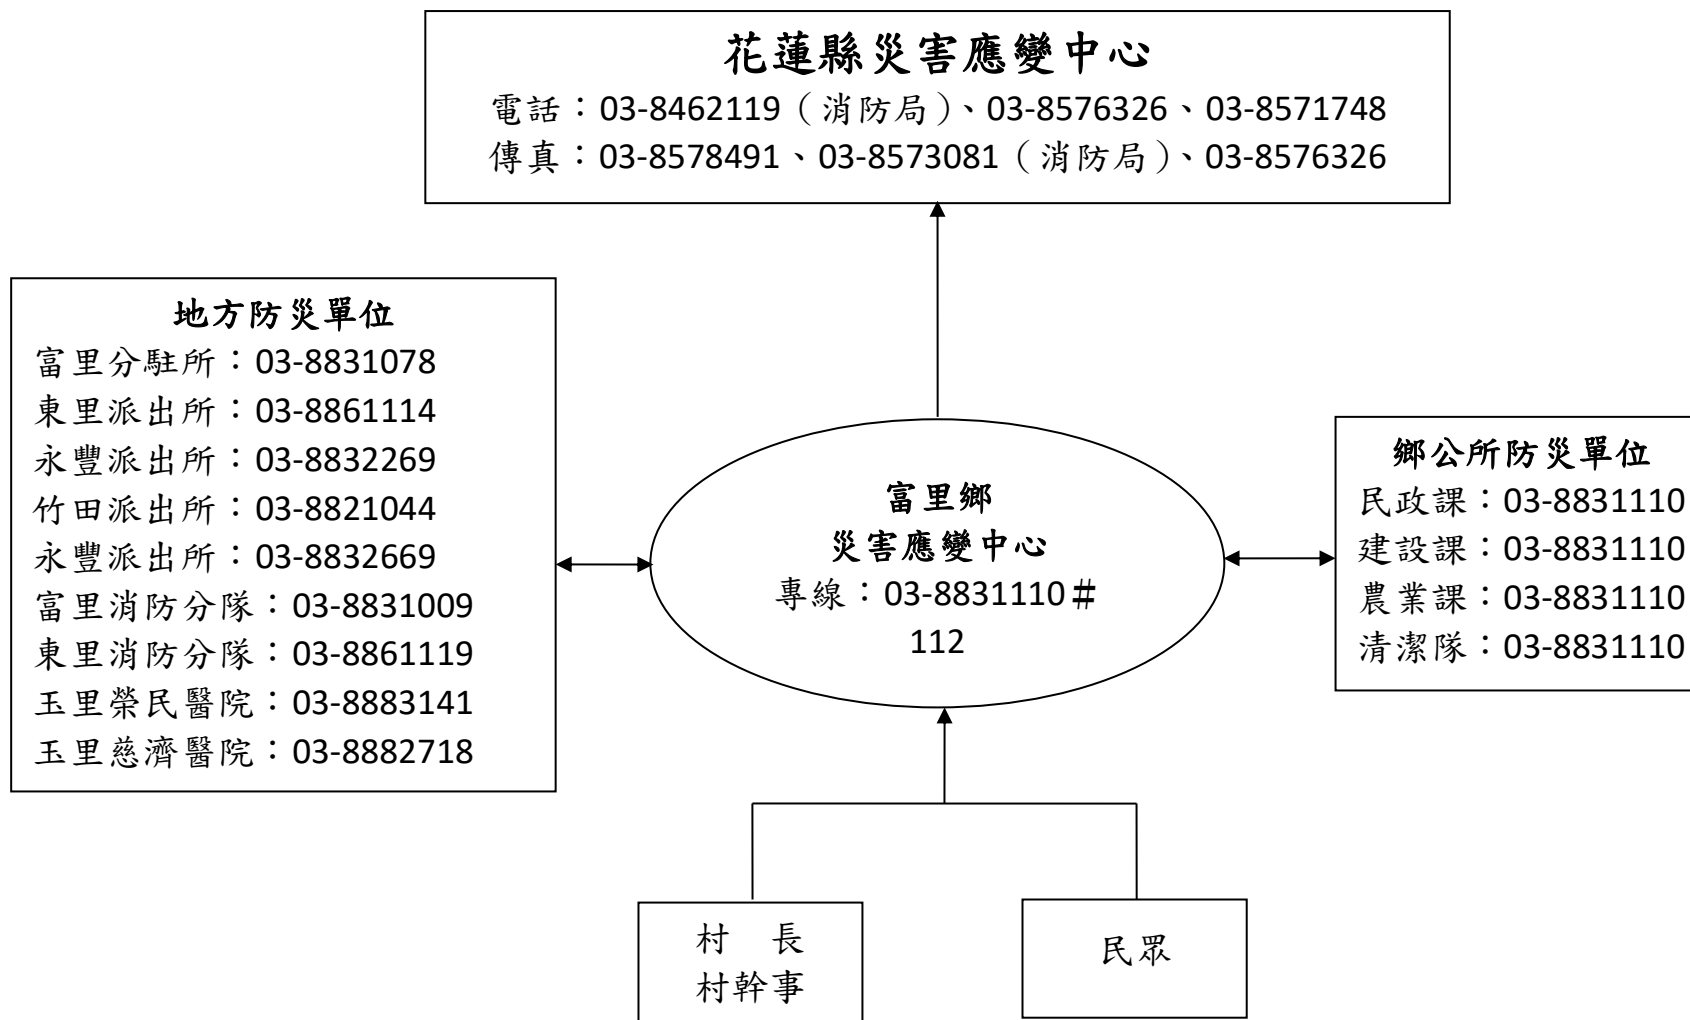 花蓮縣災害應變中心
電話：03-8462119（消防局）、03-8576326、03-8571748
傳真：03-8578491、03-8573081（消防局）、03-8576326
地方防災單位
富里分駐所：03-8831078
東里派出所：03-8861114
永豐派出所：03-8832269
竹田派出所：03-8821044
永豐派出所：03-8832669
富里消防分隊：03-8831009
東里消防分隊：03-8861119
玉里榮民醫院：03-8883141
玉里慈濟醫院：03-8882718
富里鄉
災害應變中心
專線：03-8831110＃
112
鄉公所防災單位
民政課：03-8831110
建設課：03-8831110
農業課：03-8831110
清潔隊：03-8831110
村　長
村幹事
民眾